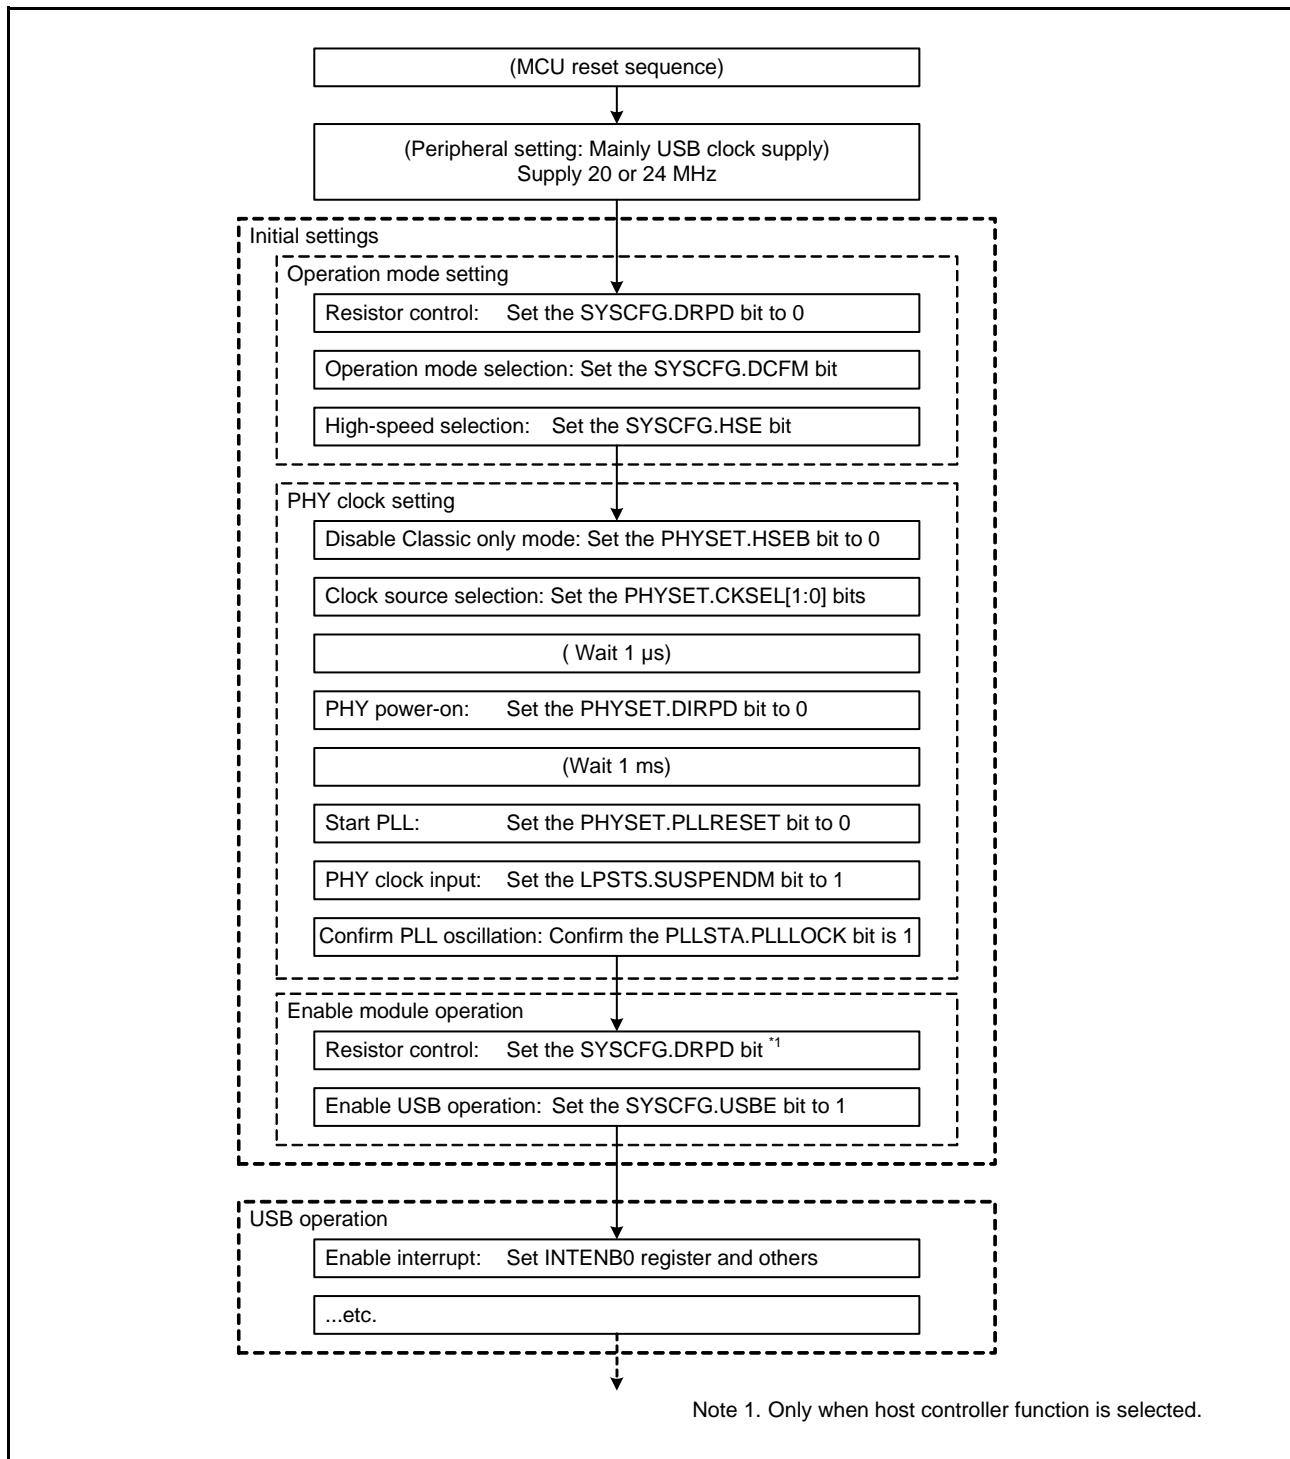 (MCU reset sequence)
(Peripheral setting: Mainly USB clock supply)
Supply 20 or 24 MHz
Initial settings
Operation mode setting
Resistor control: Set the SYSCFG.DRPD bit to 0
Operation mode selection: Set the SYSCFG.DCFM bit
High-speed selection: Set the SYSCFG.HSE bit
PHY clock setting
Disable Classic only mode: Set the PHYSET.HSEB bit to 0
Clock source selection: Set the PHYSET.CKSEL[1:0] bits
( Wait 1 µs)
PHY power-on: Set the PHYSET.DIRPD bit to 0
(Wait 1 ms)
Start PLL: Set the PHYSET.PLLRESET bit to 0
PHY clock input: Set the LPSTS.SUSPENDM bit to 1
Confirm PLL oscillation: Confirm the PLLSTA.PLLLOCK bit is 1
Enable module operation
Resistor control: Set the SYSCFG.DRPD bit *1
Enable USB operation: Set the SYSCFG.USBE bit to 1
USB operation
Enable interrupt: Set INTENB0 register and others
...etc.
Note 1. Only when host controller function is selected.